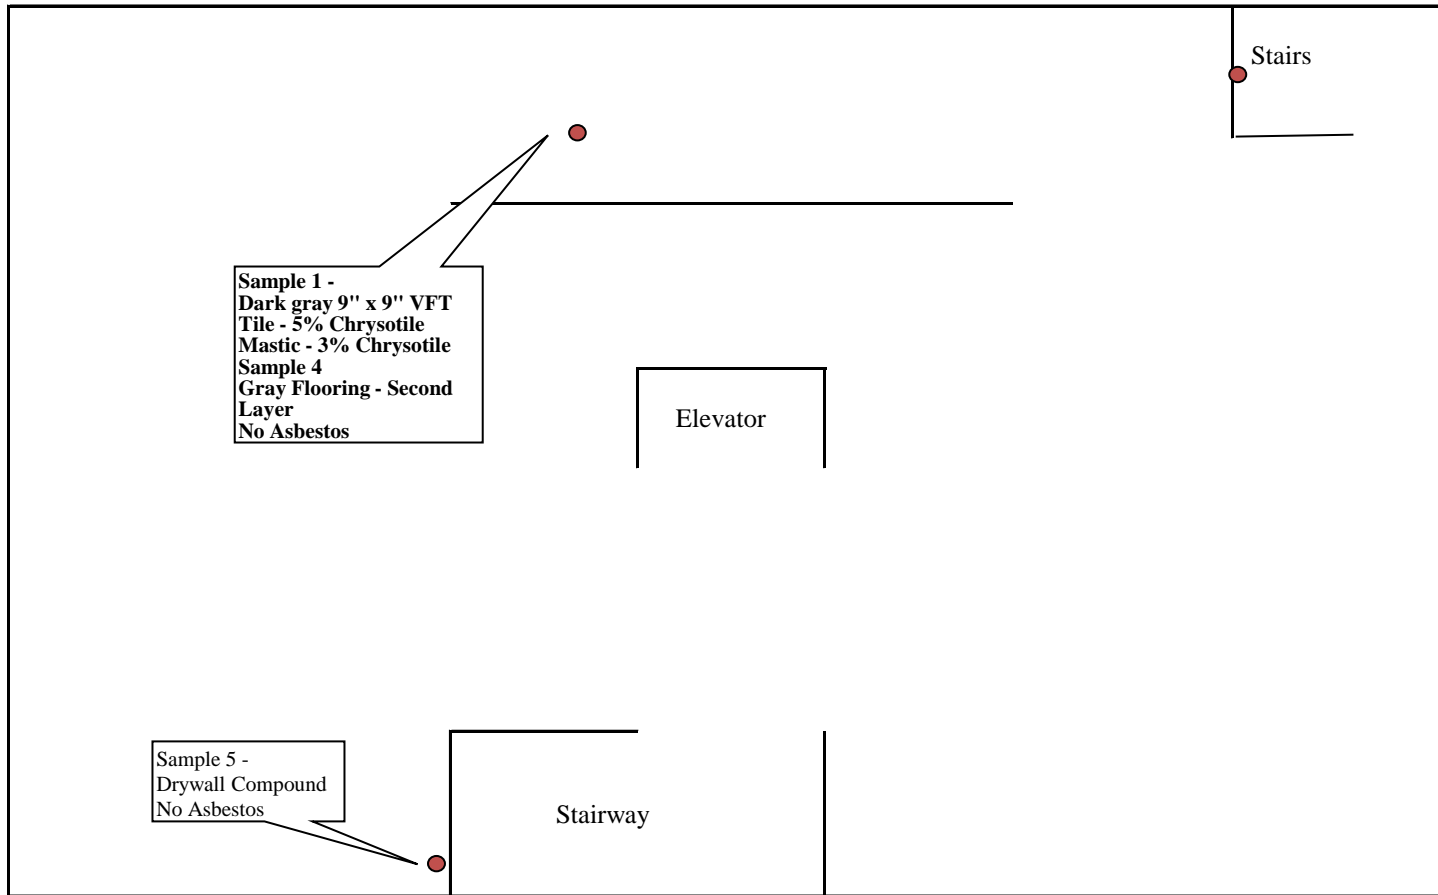 Stairs
Sample 1 -
Dark gray 9" x 9" VFT
Tile - 5% Chrysotile
Mastic - 3% Chrysotile
Sample 4
Gray Flooring - Second
Layer
No Asbestos
Elevator
Sample 5 -
Drywall Compound
No Asbestos
Stairway